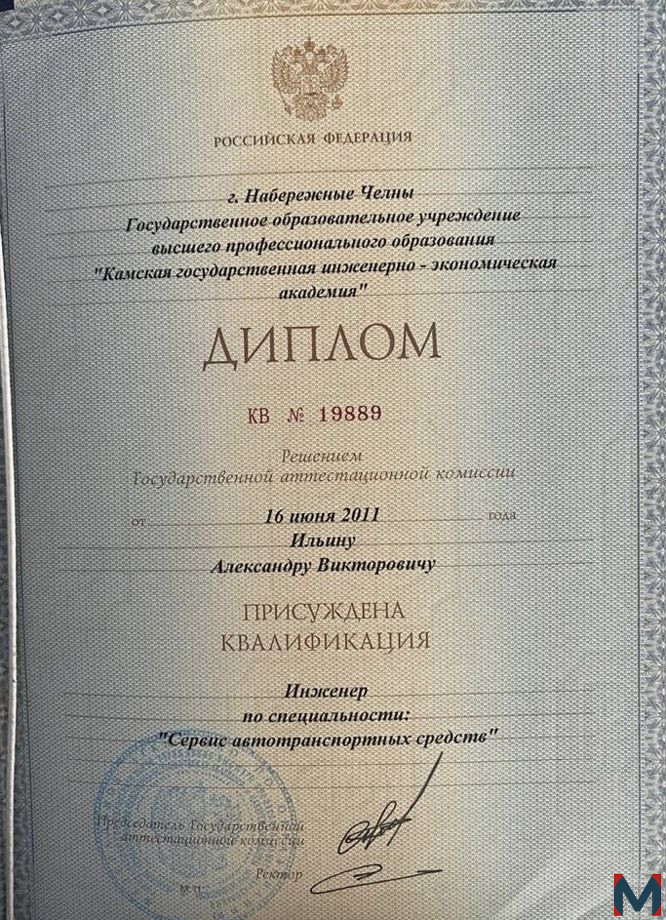 РОССИЙСКАЯ ФЕДЕРАЦИЯ
г. Набережные Челны
Государственное образовательное учреждение
высшего профессионального образования
"Камская государственная инженерно - экономическая
академия"
ДИПЛОМ
КВ № 19889
Решением
Государственной аттестационной комиссии
от 16 июня 2011 года
Ильину
Александру Викторовичу
ПРИСУЖДЕНА
КВАЛИФИКАЦИЯ
Инженер
по специальности:
"Сервис автотранспортных средств"
Председатель Государственной
аттестационной комиссии
Ректор
М.П.
M